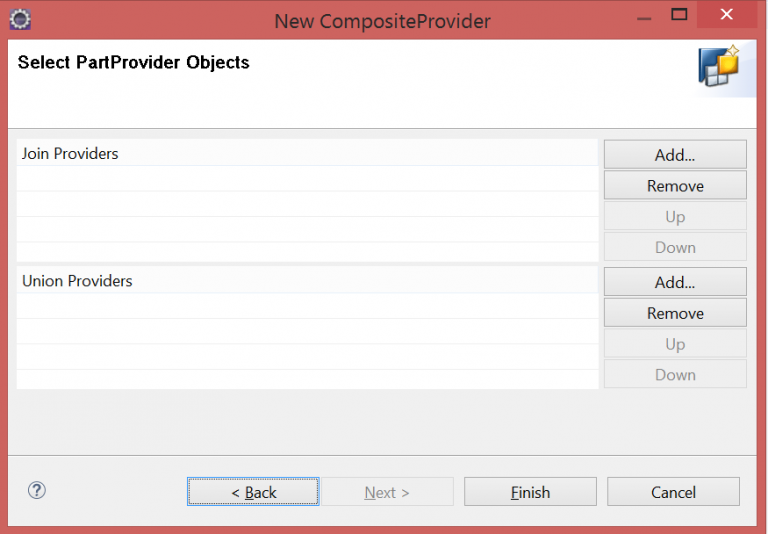 New CompositeProvider
Select PartProvider Objects
Join Providers
Add...
Remove
Up
Down
Union Providers
Add...
Remove
Up
Down
< Back
Next >
Finish
Cancel